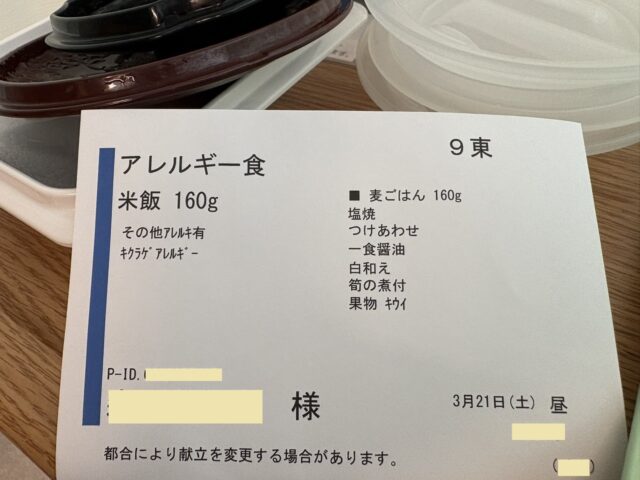 ９東
アレルギー食
米飯 160g
その他ｱﾚﾙｷ有
ｷｸﾗｹﾞｱﾚﾙｷﾞｰ
■ 麦ごはん 160g
塩焼
つけあわせ
一食醤油
白和え
筍の煮付
果物 ｷｳｲ
P-ID.
様
3月21日(土) 昼
都合により献立を変更する場合があります。